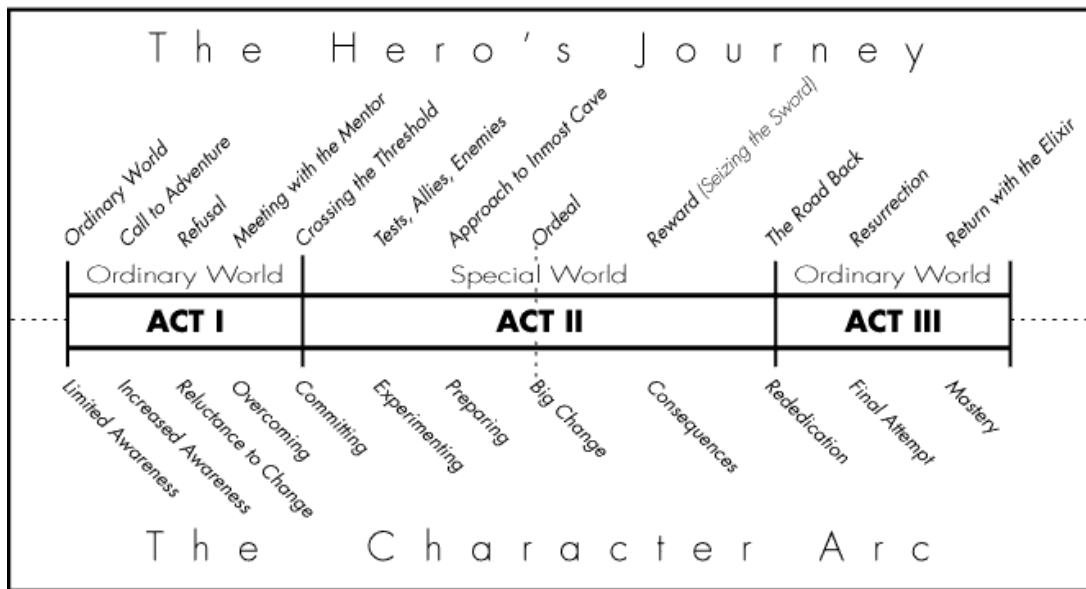 The Hero's Journey
Ordinary World
Call to Adventure
Refusal
Meeting with the Mentor
Crossing the Threshold
Tests, Allies, Enemies
Approach to Inmost Cave
Ordeal
Reward (Seizing the Sword)
The Road Back
Resurrection
Return with the Elixir
Ordinary World
Special World
Ordinary World
ACT I
ACT II
ACT III
Limited Awareness
Increased Awareness
Reluctance to Change
Overcoming
Committing
Experimenting
Preparing
Big Change
Consequences
Rededication
Final Attempt
Mastery
The Character Arc